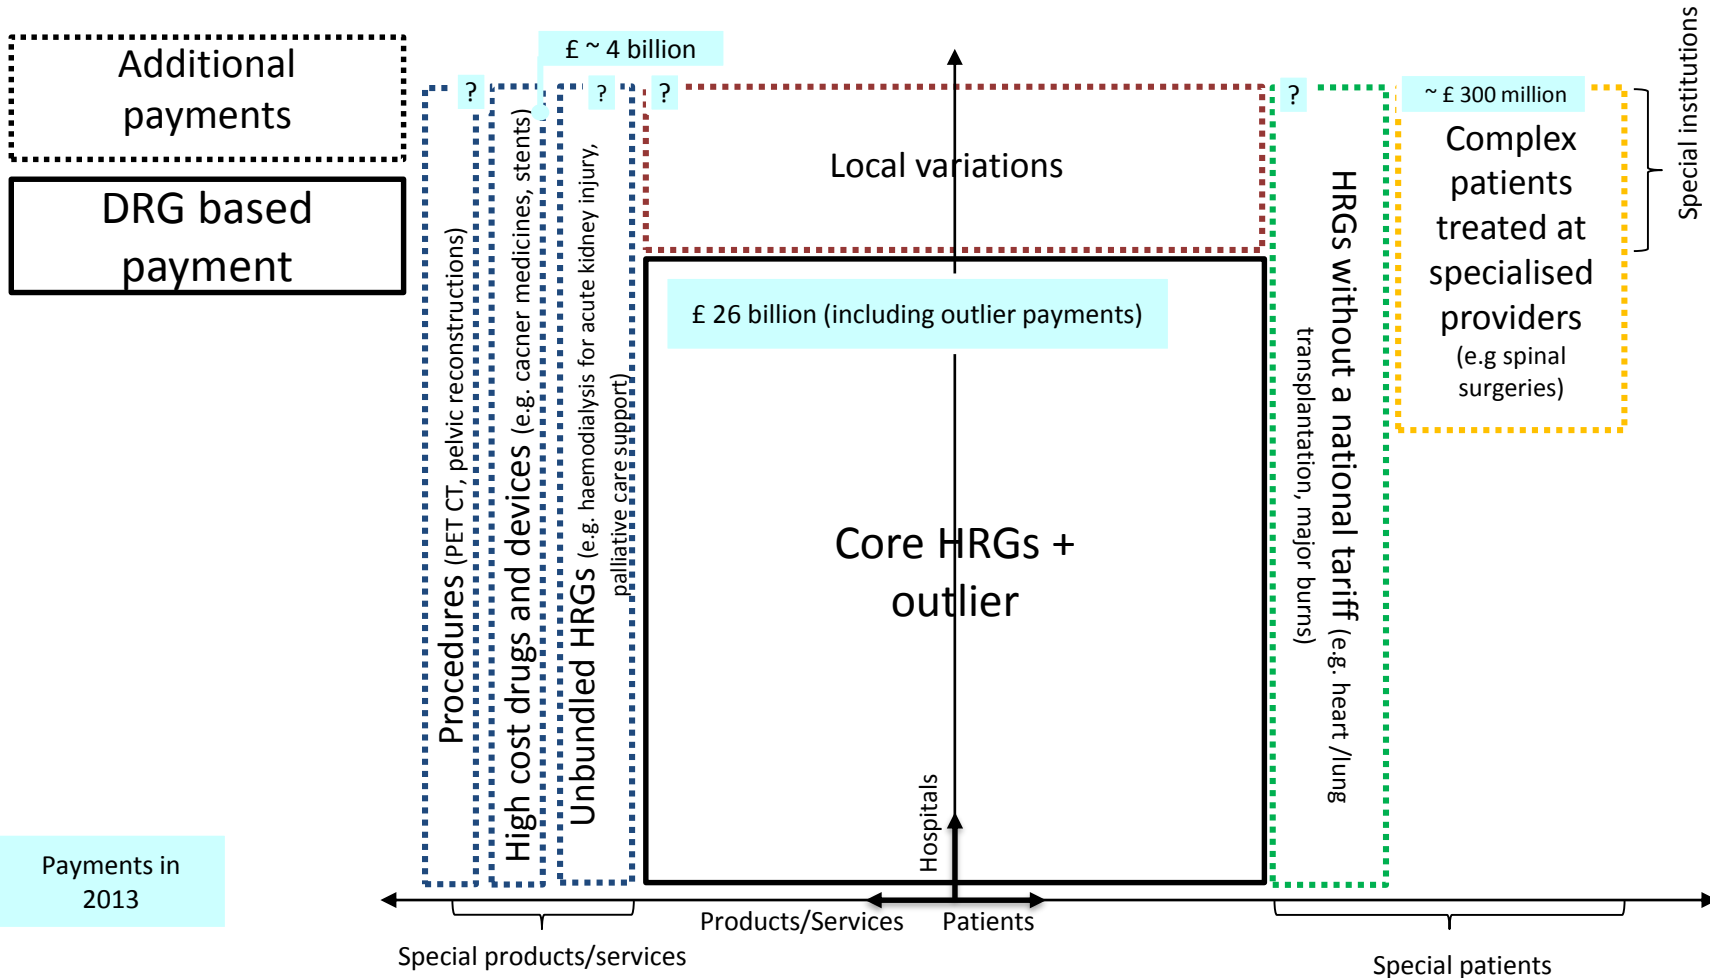 Additional
payments
DRG based
payment
£ ~ 4 billion
?
?
?
?
~ £ 300 million
Procedures (PET CT, pelvic reconstructions)
High cost drugs and devices (e.g. cacner medicines, stents)
Unbundled HRGs (e.g. haemodialysis for acute kidney injury,
palliative care support)
Local variations
£ 26 billion (including outlier payments)
Core HRGs +
outlier
Hospitals
HRGs without a national tariff (e.g. heart /lung
transplantation, major burns)
Complex
patients
treated at
specialised
providers
(e.g spinal
surgeries)
Special institutions
Payments in
2013
Products/Services
Patients
Special products/services
Special patients